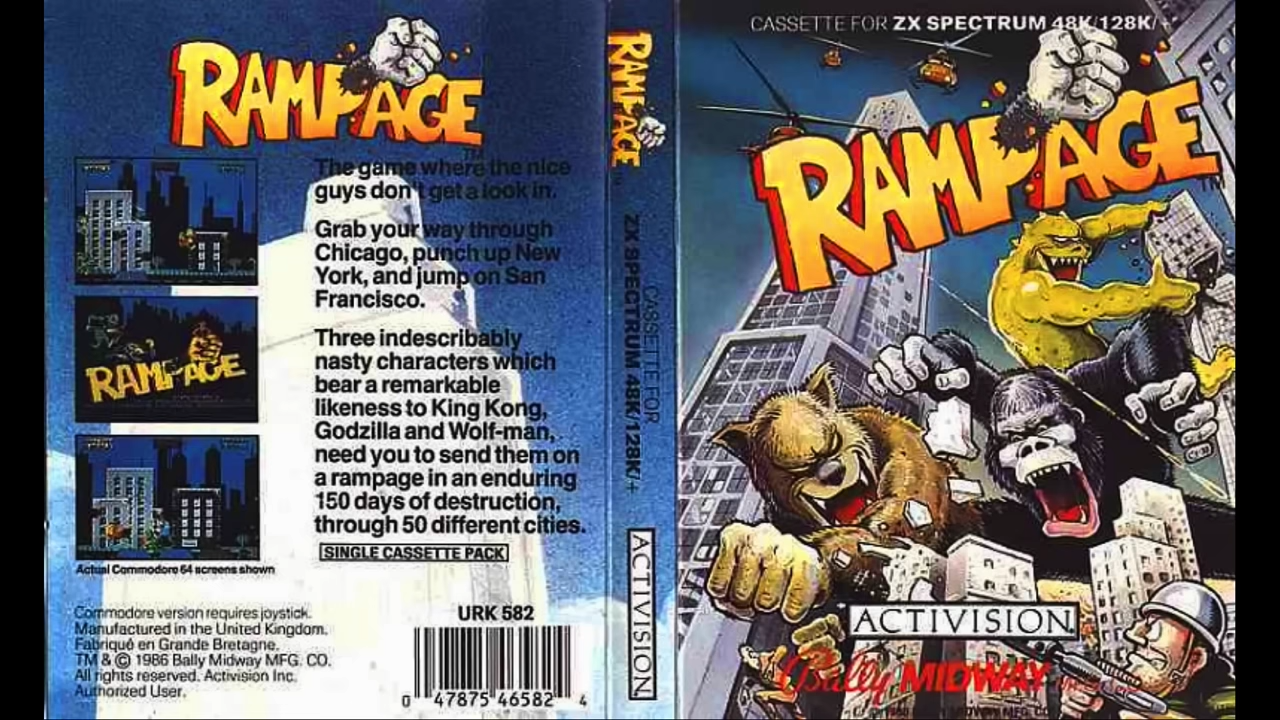 RAMPAGE
TM
The game where the nice
guys don't get a look in.
Grab your way through
Chicago, punch up New
York, and jump on San
Francisco.
Three indescribably
nasty characters which
bear a remarkable
likeness to King Kong,
Godzilla and Wolf-man,
need you to send them on
a rampage in an enduring
150 days of destruction,
through 50 different cities.
SINGLE CASSETTE PACK
RAMPAGE
Actual Commodore 64 screens shown
Commodore version requires joystick.
Manufactured in the United Kingdom.
Fabriqué en Grande Bretagne.
TM & © 1986 Bally Midway MFG. CO.
All rights reserved. Activision Inc.
Authorized User.
URK 582
0 47875 46582 4
RAMPAGE
CASSETTE FOR
ZX SPECTRUM 48K/128K/+
ACTIVISION
CASSETTE FOR ZX SPECTRUM 48K/128K/+
RAMPAGE
TM
ACTIVISION
Bally MIDWAY